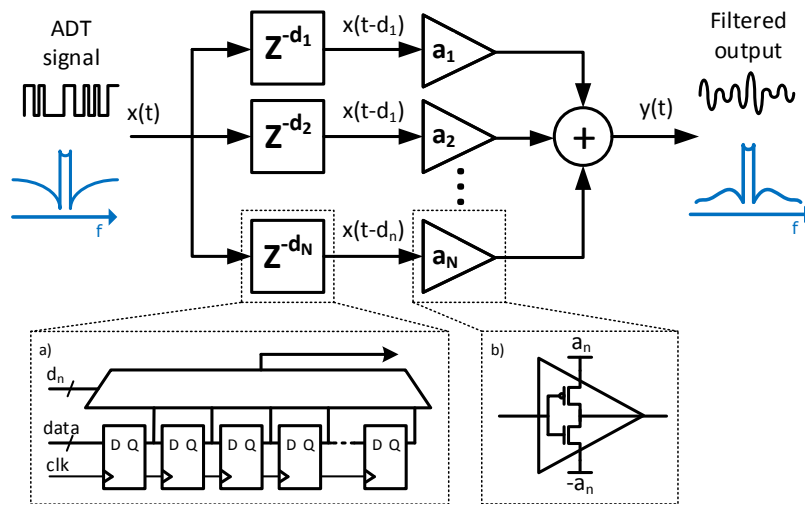 ADT signal
Filtered output
x(t)
Z^-d1
x(t-d1)
a1
Z^-d2
x(t-d1)
a2
+
y(t)
f
f
Z^-dN
x(t-dn)
aN
a)
dn
data
clk
D Q
D Q
D Q
D Q
D Q
b)
an
-an